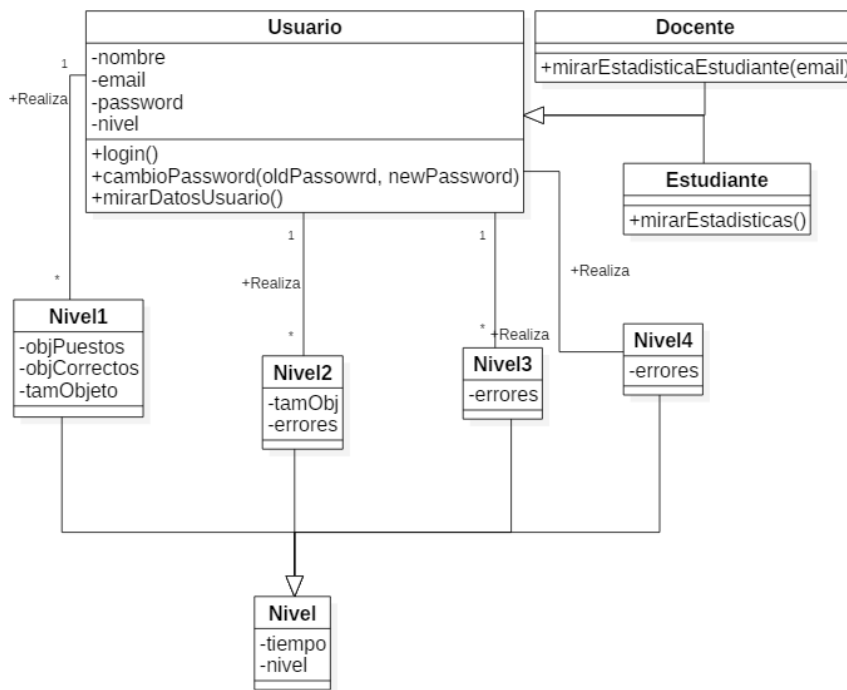 Usuario
-nombre
-email
-password
-nivel
+login()
+cambioPassword(oldPassowrd, newPassword)
+mirarDatosUsuario()
Docente
+mirarEstadisticaEstudiante(email)
Estudiante
+mirarEstadisticas()
1
+Realiza
*
1
+Realiza
*
1
*
+Realiza
+Realiza
Nivel1
-objPuestos
-objCorrectos
-tamObjeto
Nivel2
-tamObj
-errores
Nivel3
-errores
Nivel4
-errores
Nivel
-tiempo
-nivel